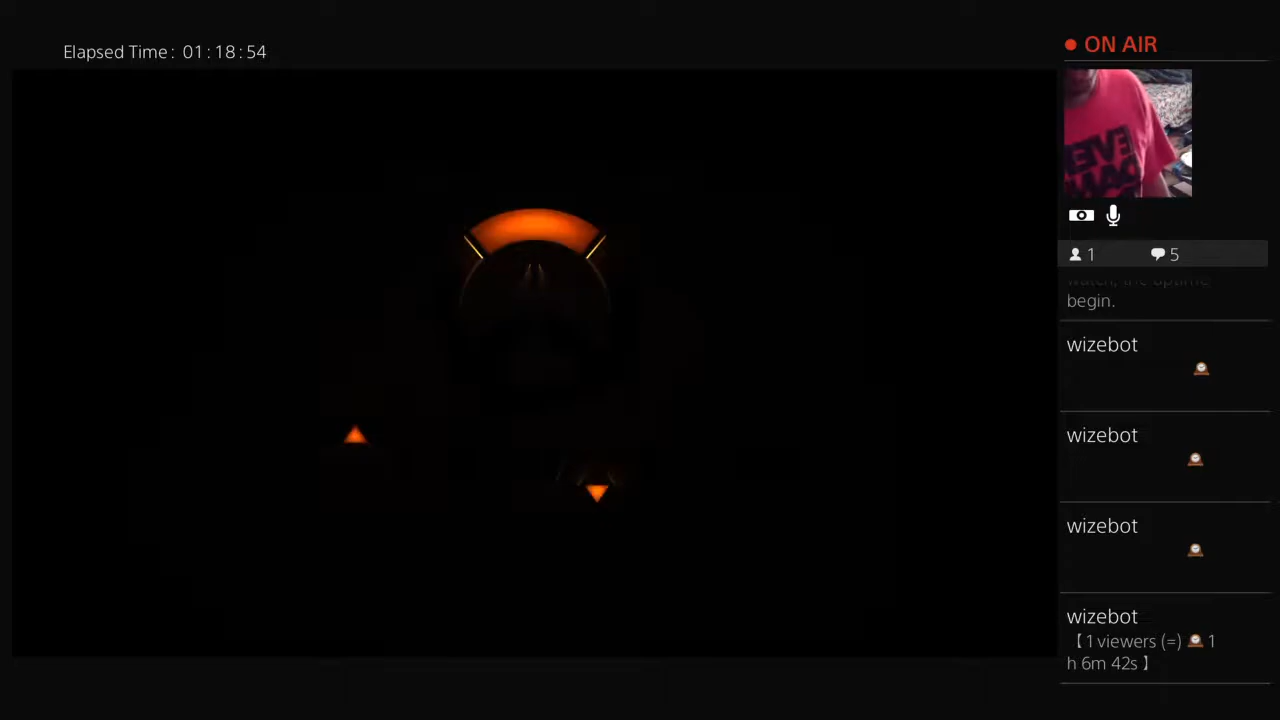 Elapsed Time: 01:18:54
ON AIR
1
5
begin.
wizebot
wizebot
wizebot
wizebot
【1 viewers (=) 🕰 1
h 6m 42s】